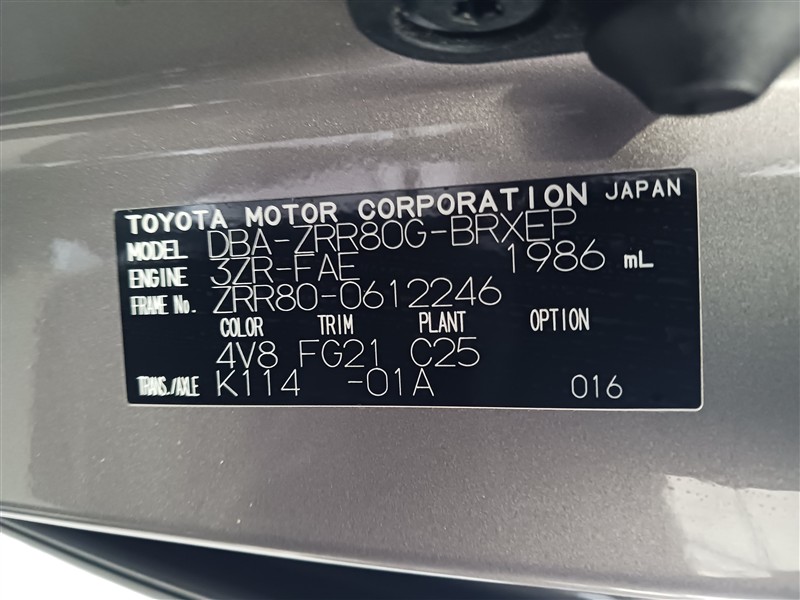 TOYOTA MOTOR CORPORATION JAPAN
MODEL DBA-ZRR80G-BRXEP
ENGINE 3ZR-FAE 1986 mL
FRAME No. ZRR80-0612246
COLOR TRIM PLANT OPTION
4V8 FG21 C25
TRANS./AXLE K114 -01A 016